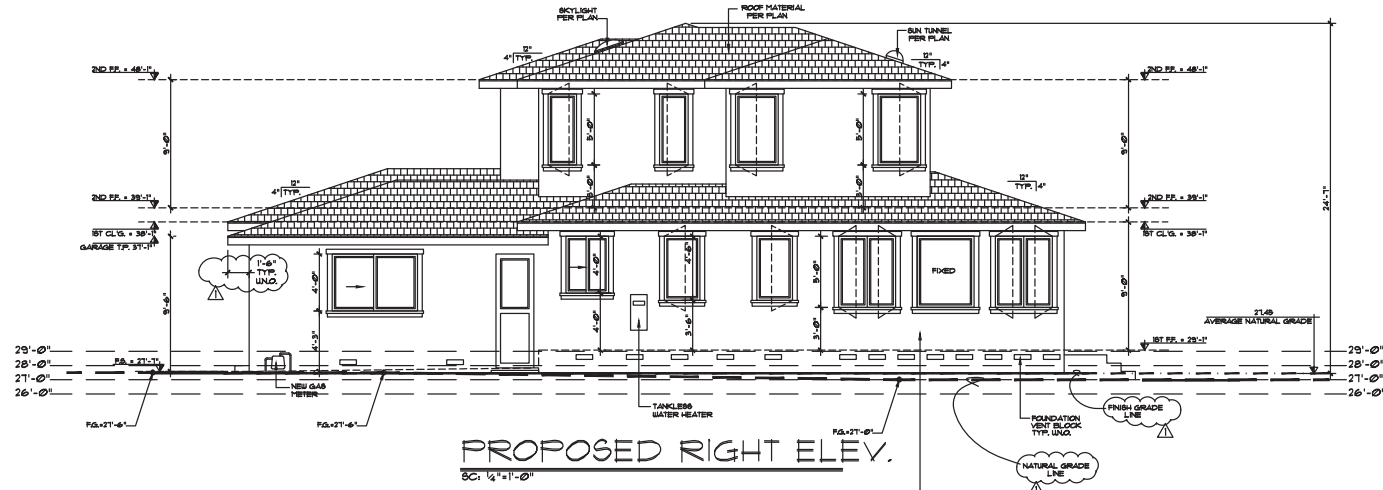 SKYLIGHT
PER PLAN
ROOF MATERIAL
PER PLAN
SUN TUNNEL
PER PLAN
12"
4"
TYP.
12"
TYP.
4"
2ND F.F. = 48'-1"
2ND F.F. = 48'-1"
9'-0"
5'-0"
5'-0"
9'-0"
24'-7"
12"
4"
TYP.
12"
TYP.
4"
2ND F.F. = 39'-1"
2ND F.F. = 39'-1"
1ST CL'G. = 38'-1"
1ST CL'G. = 38'-1"
GARAGE T.P. 37'-1"
1'-6"
TYP.
U.N.O.
1
9'-6"
4'-0"
4'-0"
4'-6"
5'-0"
FIXED
9'-0"
4'-3"
4'-0"
3'-6"
3'-0"
27.45
AVERAGE NATURAL GRADE
1ST F.F. = 29'-1"
29'-0"
29'-0"
28'-0"
28'-0"
F.S. = 27'-7"
27'-0"
27'-0"
26'-0"
26'-0"
NEW GAS
METER
TANKLESS
WATER HEATER
FOUNDATION
VENT BLOCK
TYP. U.N.O.
FINISH GRADE
LINE
1
F.G.=27'-6"
F.G.=27'-6"
F.G.=27'-0"
NATURAL GRADE
LINE
PROPOSED RIGHT ELEV.
SC: 1/4"=1'-0"